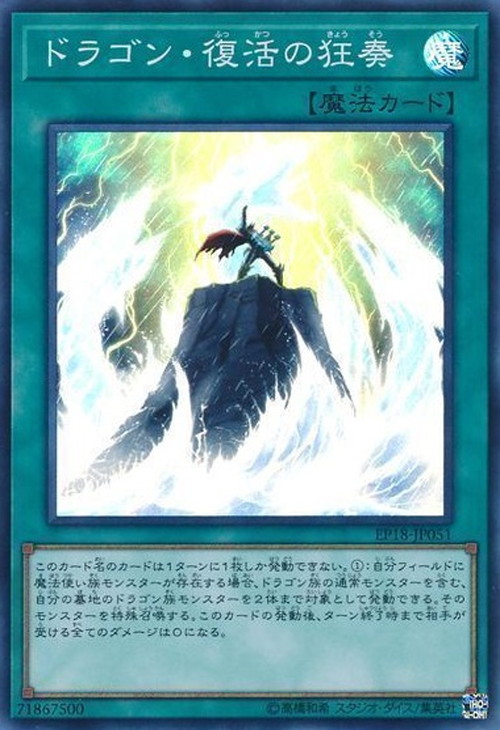 ドラゴン・復活の狂奏 魔
【魔法カード】
EP18-JP051
このカード名のカードは1ターンに1枚しか発動できない。①:自分フィールドに
魔法使い族モンスターが存在する場合、ドラゴン族の通常モンスターを含む、
自分の墓地のドラゴン族モンスターを2体まで対象として発動できる。その
モンスターを特殊召喚する。このカードの発動後、ターン終了時まで相手が
受ける全てのダメージは0になる。
71867500 ©高橋和希 スタジオ・ダイス/集英社